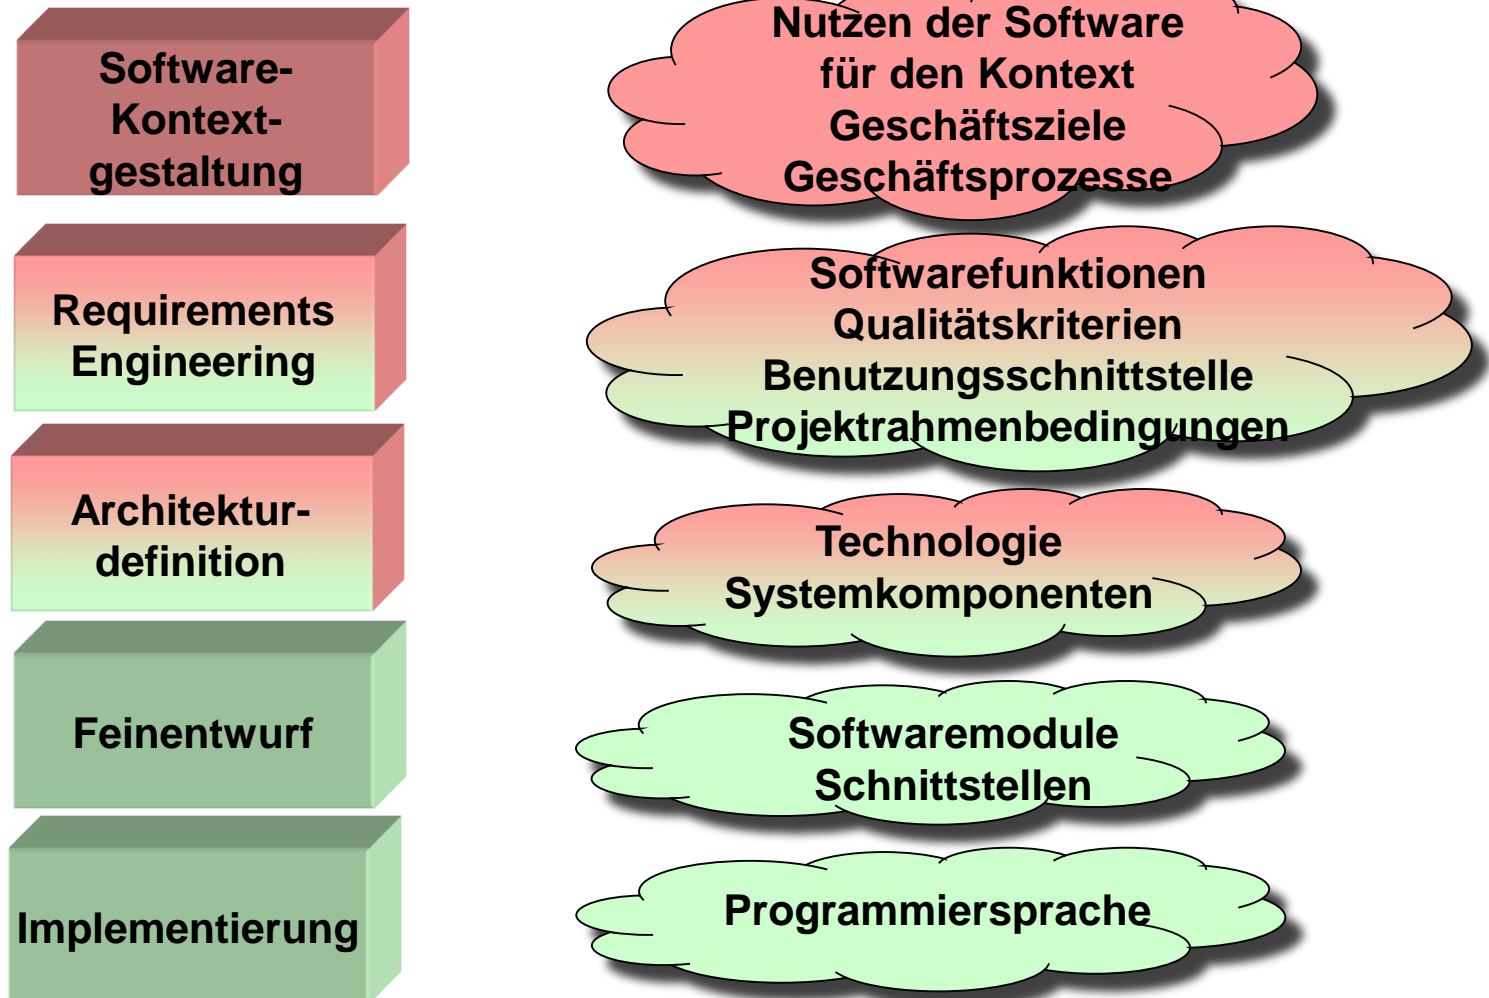 Software-
Kontext-
gestaltung
Nutzen der Software
für den Kontext
Geschäftsziele
Geschäftsprozesse
Requirements
Engineering
Softwarefunktionen
Qualitätskriterien
Benutzungsschnittstelle
Projektrahmenbedingungen
Architektur-
definition
Technologie
Systemkomponenten
Feinentwurf
Softwaremodule
Schnittstellen
Implementierung
Programmiersprache